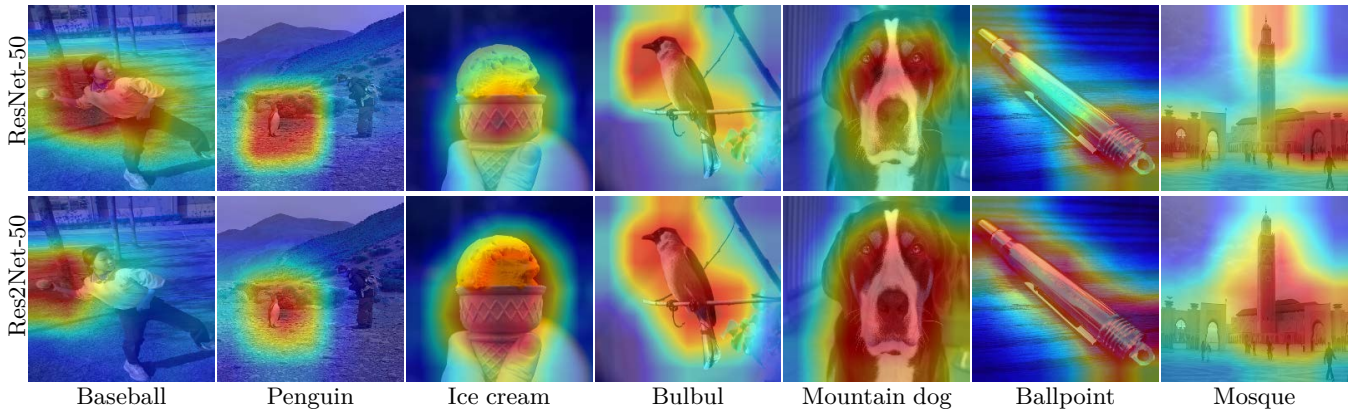 ResNet-50
Res2Net-50
Baseball Penguin Ice cream Bulbul Mountain dog Ballpoint Mosque